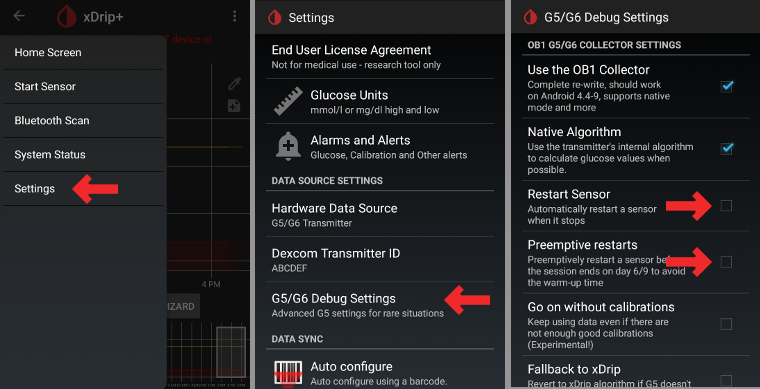 xDrip+
device or
Home Screen
Start Sensor
Bluetooth Scan
System Status
Settings
4 PM
IZARD
Settings
End User License Agreement
Not for medical use - research tool only
Glucose Units
mmol/l or mg/dl high and low
Alarms and Alerts
Glucose, Calibration and Other alerts
DATA SOURCE SETTINGS
Hardware Data Source
G5/G6 Transmitter
Dexcom Transmitter ID
ABCDEF
G5/G6 Debug Settings
Advanced G5 settings for rare situations
DATA SYNC
Auto configure
Auto configure using a barcode.
G5/G6 Debug Settings
OB1 G5/G6 COLLECTOR SETTINGS
Use the OB1 Collector
Complete re-write, should work
on Android 4.4-9, supports native
mode and more
Native Algorithm
Use the transmitter's internal algorithm
to calculate glucose values when
possible.
Restart Sensor
Automatically restart a sensor
when it stops
Preemptive restarts
Preemptively restart a sensor bef
the session ends on day 6/9 to avoid
the warm-up time
Go on without calibrations
Keep using data even if there are
not enough good calibrations
(Experimental!)
Fallback to xDrip
Revert to xDrip algorithm if G5 doesn't